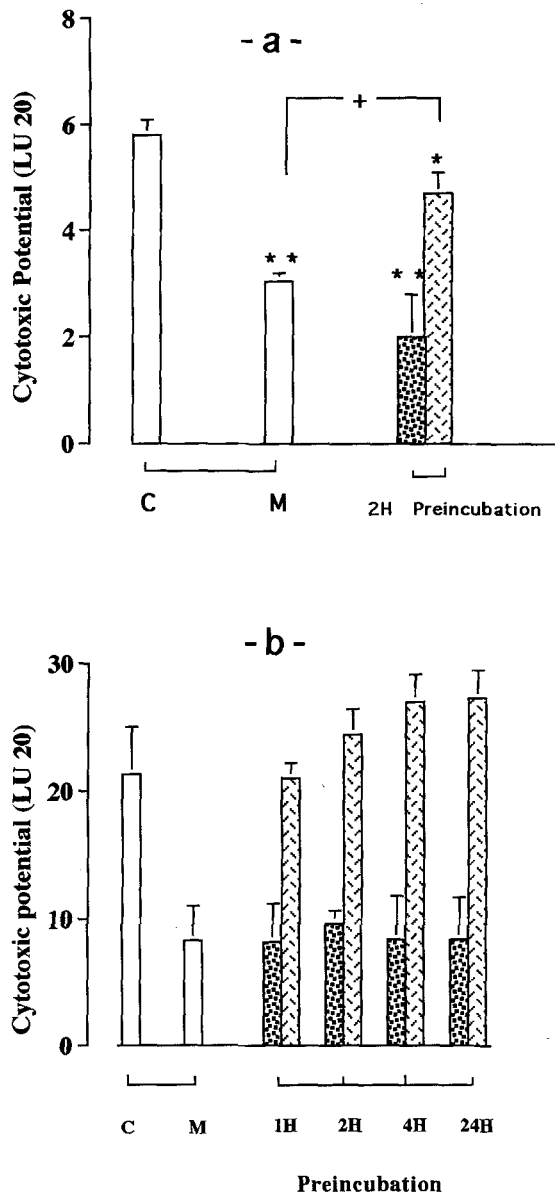 - a -
Cytotoxic Potential (LU 20)
8
6
4
2
0
+
* *
* *
*
C M 2H Preincubation
- b -
Cytotoxic potential (LU 20)
30
20
10
0
C M 1H 2H 4H 24H
Preincubation